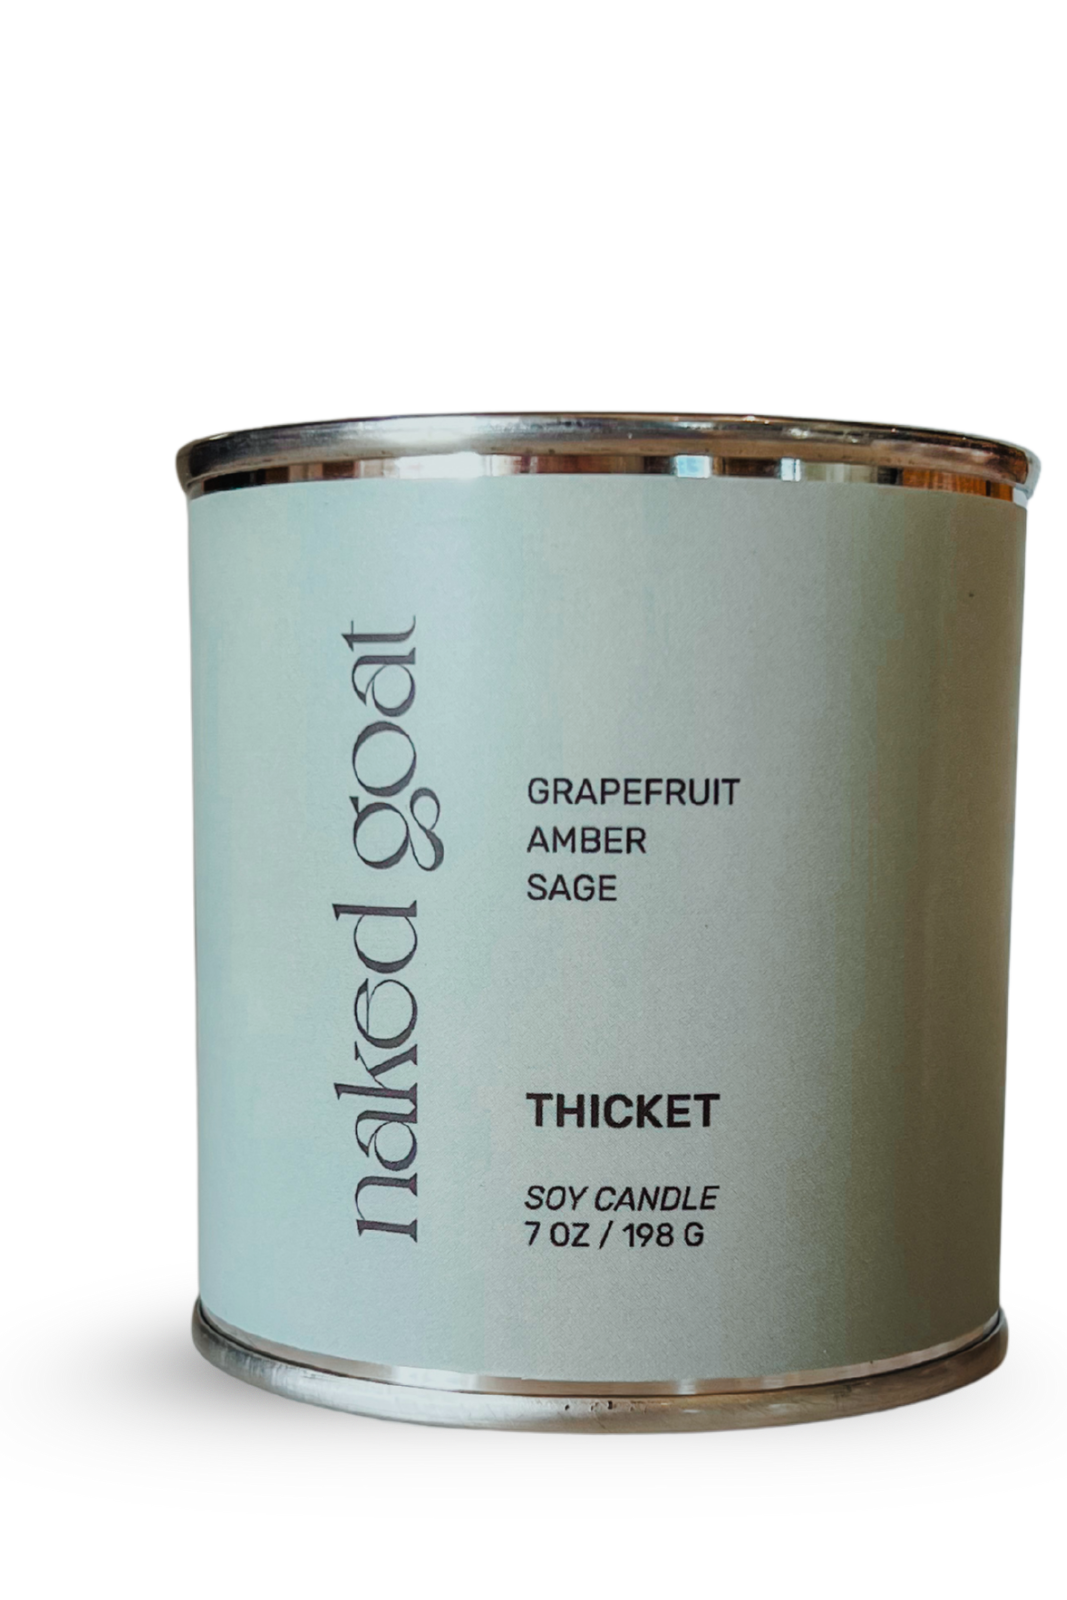 naked goat
GRAPEFRUIT
AMBER
SAGE
THICKET
SOY CANDLE
7 OZ / 198 G